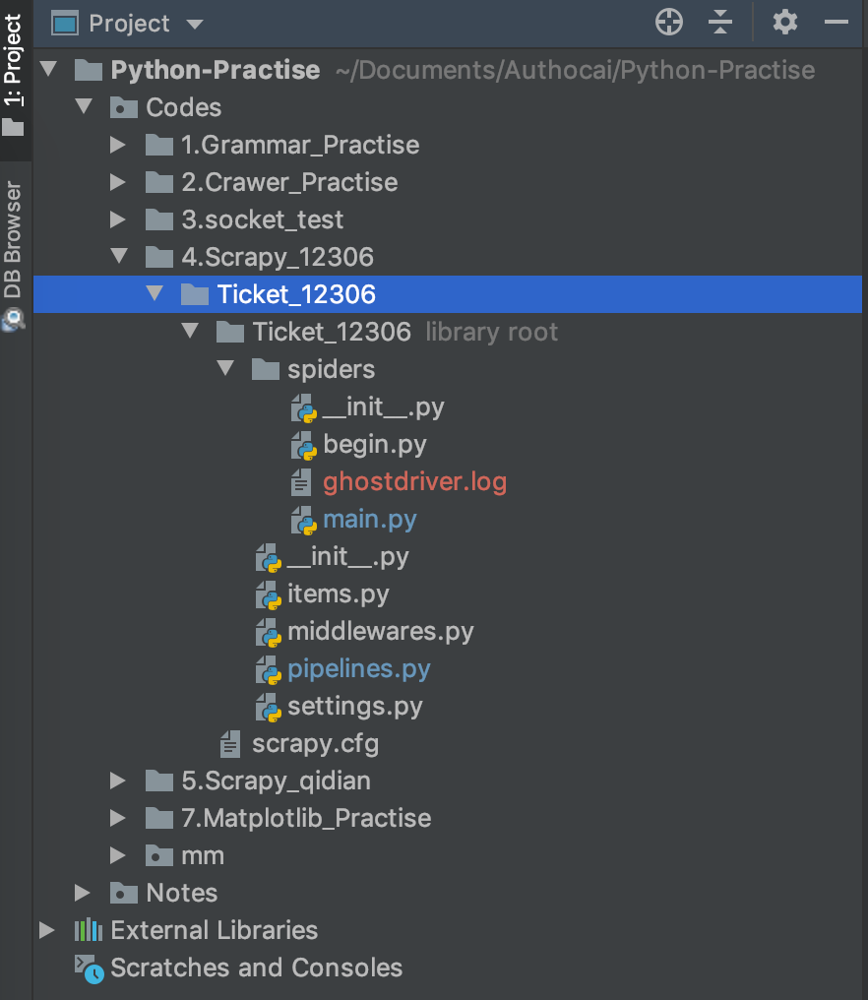 Project
1: Project
DB Browser
Python-Practise ~/Documents/Authocai/Python-Practise
Codes
1.Grammar_Practise
2.Crawer_Practise
3.socket_test
4.Scrapy_12306
Ticket_12306
Ticket_12306 library root
spiders
__init__.py
begin.py
ghostdriver.log
main.py
__init__.py
items.py
middlewares.py
pipelines.py
settings.py
scrapy.cfg
5.Scrapy_qidian
7.Matplotlib_Practise
mm
Notes
External Libraries
Scratches and Consoles